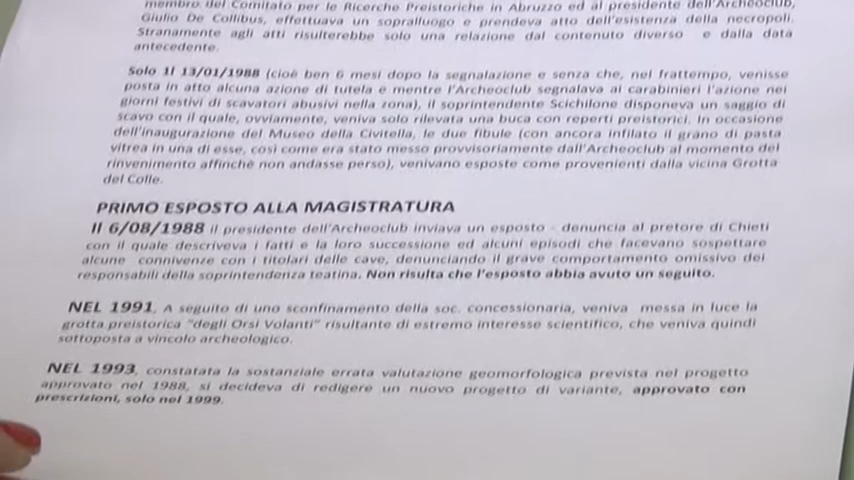 membro del Comitato per le Ricerche Preistoriche in Abruzzo ed al presidente dell'Archeoclub,
Giulio De Collibus, effettuava un sopralluogo e prendeva atto dell'esistenza della necropoli.
Stranamente agli atti risulterebbe solo una relazione dal contenuto diverso e dalla data
antecedente.
Solo il 13/01/1988 (cioè ben 6 mesi dopo la segnalazione e senza che, nel frattempo, venisse
posta in atto alcuna azione di tutela e mentre l'Archeoclub segnalava ai carabinieri l'azione nei
giorni festivi di scavatori abusivi nella zona), il soprintendente Scichilone disponeva un saggio di
scavo con il quale, ovviamente, veniva solo rilevata una buca con reperti preistorici. In occasione
dell'inaugurazione del Museo della Civitella, le due fibule (con ancora infilato il grano di pasta
vitrea in una di esse, così come era stato messo provvisoriamente dall'Archeoclub al momento del
rinvenimento affinchè non andasse perso), venivano esposte come provenienti dalla vicina Grotta
del Colle.
PRIMO ESPOSTO ALLA MAGISTRATURA
Il 6/08/1988 il presidente dell'Archeoclub inviava un esposto - denuncia al pretore di Chieti
con il quale descriveva i fatti e la loro successione ed alcuni episodi che facevano sospettare
alcune connivenze con i titolari delle cave, denunciando il grave comportamento omissivo dei
responsabili della soprintendenza teatina. Non risulta che l'esposto abbia avuto un seguito.
NEL 1991, A seguito di uno sconfinamento della soc. concessionaria, veniva messa in luce la
grotta preistorica "degli Orsi Volanti" risultante di estremo interesse scientifico, che veniva quindi
sottoposta a vincolo archeologico.
NEL 1993, constatata la sostanziale errata valutazione geomorfologica prevista nel progetto
approvato nel 1988, si decideva di redigere un nuovo progetto di variante, approvato con
prescrizioni, solo nel 1999.